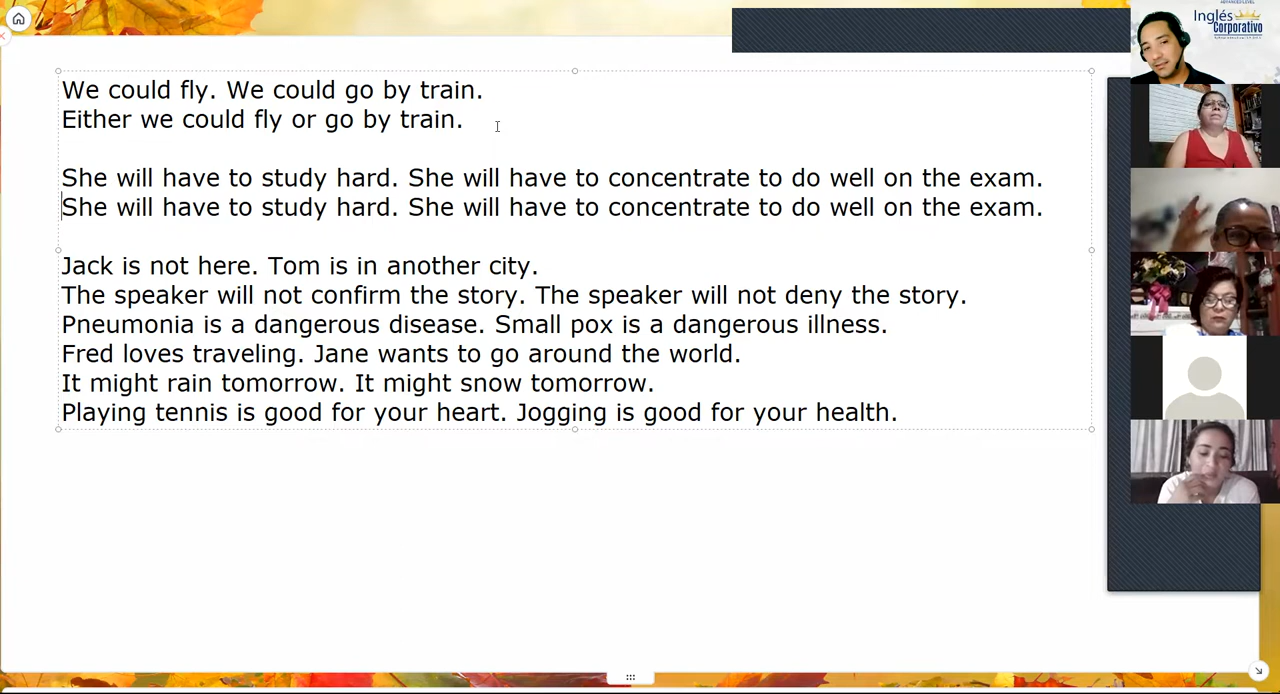 Inglés
Corporativo
We could fly. We could go by train.
Either we could fly or go by train.
She will have to study hard. She will have to concentrate to do well on the exam.
She will have to study hard. She will have to concentrate to do well on the exam.
Jack is not here. Tom is in another city.
The speaker will not confirm the story. The speaker will not deny the story.
Pneumonia is a dangerous disease. Small pox is a dangerous illness.
Fred loves traveling. Jane wants to go around the world.
It might rain tomorrow. It might snow tomorrow.
Playing tennis is good for your heart. Jogging is good for your health.